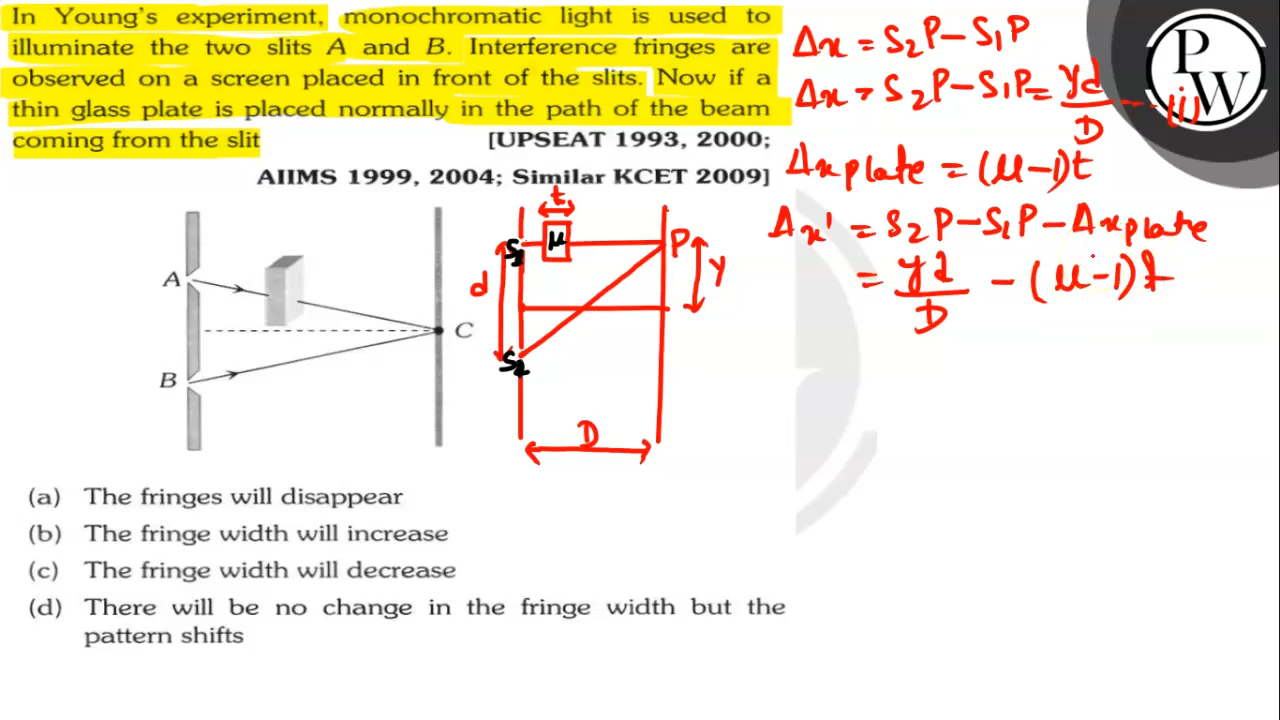 In Young's experiment, monochromatic light is used to
illuminate the two slits A and B. Interference fringes are
observed on a screen placed in front of the slits. Now if a
thin glass plate is placed normally in the path of the beam
coming from the slit
[UPSEAT 1993, 2000;
AIIMS 1999, 2004; Similar KCET 2009]
A
B
C
t
S1
μ
P
d
y
S2
D
(a) The fringes will disappear
(b) The fringe width will increase
(c) The fringe width will decrease
(d) There will be no change in the fringe width but the
pattern shifts
Δx = S2P - S1P
Δx = S2P - S1P = yd/D --- (i)
Δx plate = (μ-1)t
Δx' = S2P - S1P - Δx plate
= yd/D - (μ-1)t
P
W